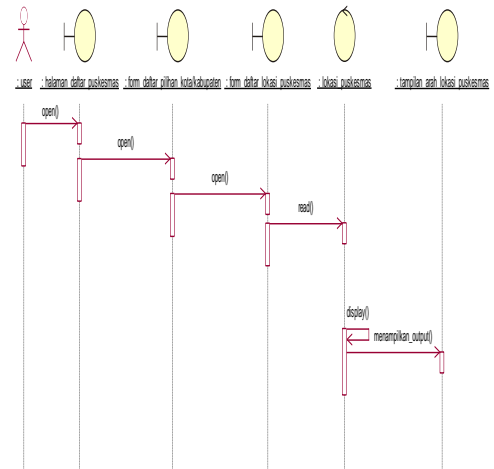 : user
: halaman_daftar_puskesmas
: form_daftar_pilihan_kota/kabupaten
: form_daftar_lokasi_puskesmas
: lokasi_puskesmas
: tampilan_arah_lokasi_puskesmas
open()
open()
open()
read()
display()
menampilkan_output()